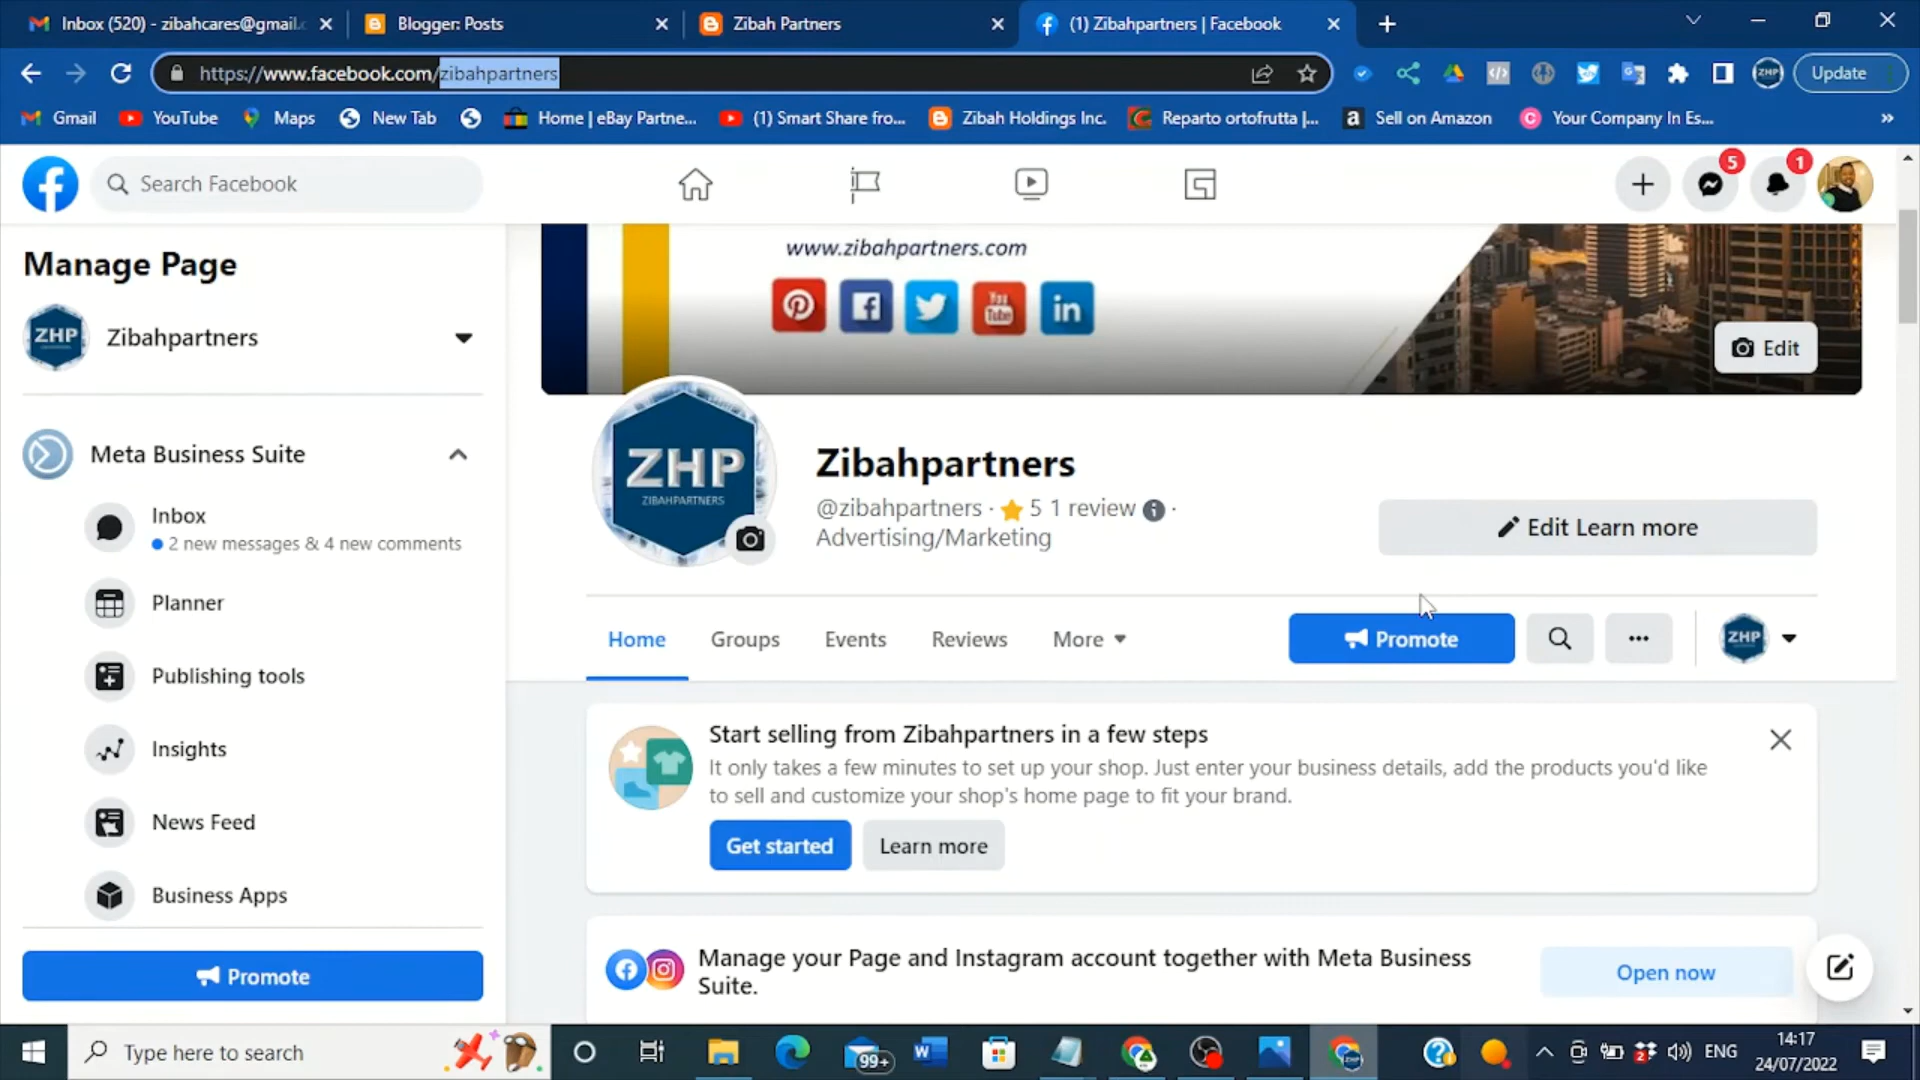 Inbox (520) - zibahcares@gmail.
Blogger: Posts
Zibah Partners
(1) Zibahpartners | Facebook
https://www.facebook.com/zibahpartners
ZHP
Update
Gmail
YouTube
Maps
New Tab
Home | eBay Partne...
(1) Smart Share fro...
Zibah Holdings Inc.
Reparto ortofrutta |...
Sell on Amazon
Your Company In Es...
»
Search Facebook
5
1
Manage Page
ZHP
Zibahpartners
Meta Business Suite
Inbox
2 new messages & 4 new comments
Planner
Publishing tools
Insights
News Feed
Business Apps
Promote
www.zibahpartners.com
You
Tube
in
Edit
ZHP
ZIBAHPARTNERS
Zibahpartners
@zibahpartners · 5 1 review ·
Advertising/Marketing
Edit Learn more
Home
Groups
Events
Reviews
More
Promote
ZHP
Start selling from Zibahpartners in a few steps
It only takes a few minutes to set up your shop. Just enter your business details, add the products you'd like
to sell and customize your shop's home page to fit your brand.
Get started
Learn more
Manage your Page and Instagram account together with Meta Business
Suite.
Open now
Type here to search
99+
ENG
14:17
24/07/2022